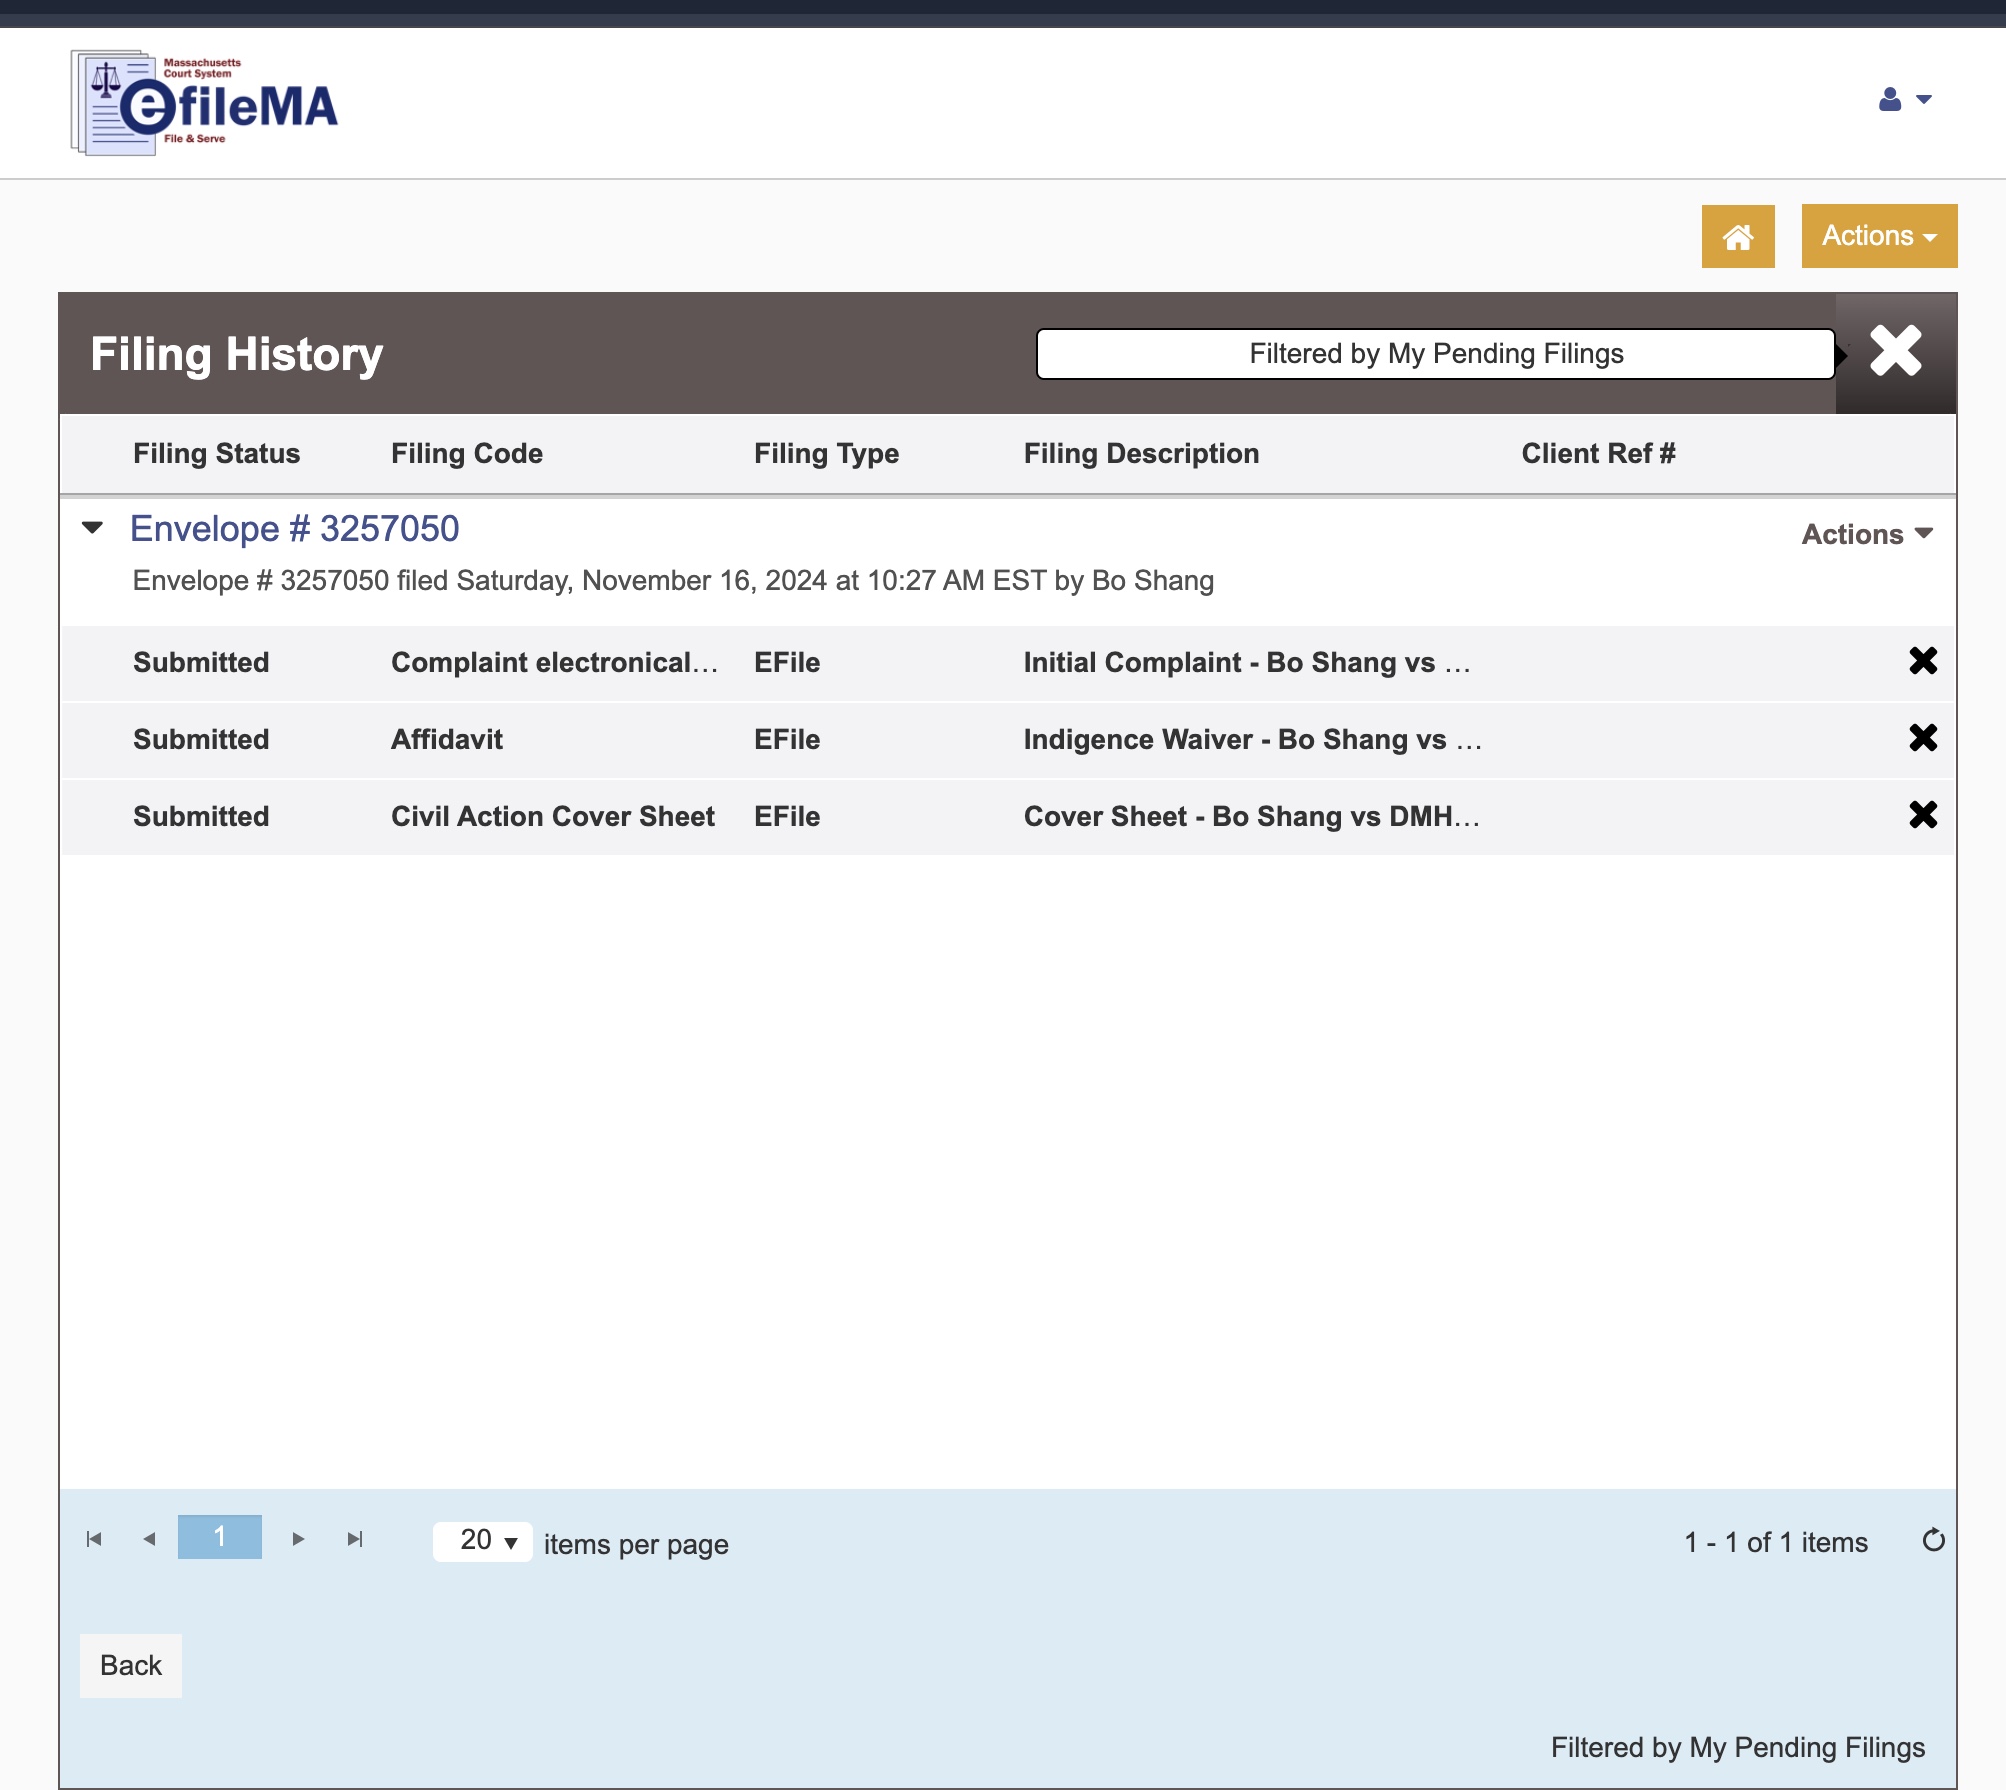 Massachusetts
Court System
efileMA
File & Serve
Actions
Filing History
Filtered by My Pending Filings
Filing Status Filing Code Filing Type Filing Description Client Ref #
Envelope # 3257050
Actions
Envelope # 3257050 filed Saturday, November 16, 2024 at 10:27 AM EST by Bo Shang
Submitted Complaint electronical... EFile Initial Complaint - Bo Shang vs ...
Submitted Affidavit EFile Indigence Waiver - Bo Shang vs ...
Submitted Civil Action Cover Sheet EFile Cover Sheet - Bo Shang vs DMH...
1 20 items per page 1 - 1 of 1 items
Back
Filtered by My Pending Filings